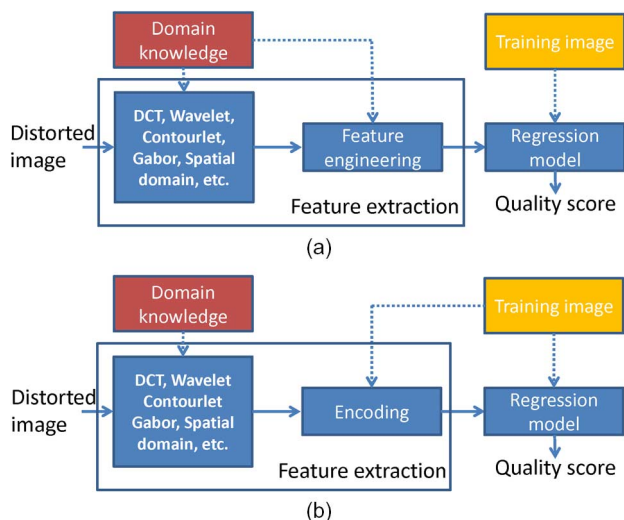 Domain knowledge
Training image
Distorted image
DCT, Wavelet,
Contourlet,
Gabor, Spatial
domain, etc.
Feature engineering
Regression model
Feature extraction
Quality score
(a)
Domain knowledge
Training image
Distorted image
DCT, Wavelet
Contourlet
Gabor, Spatial
domain, etc.
Encoding
Regression model
Feature extraction
Quality score
(b)